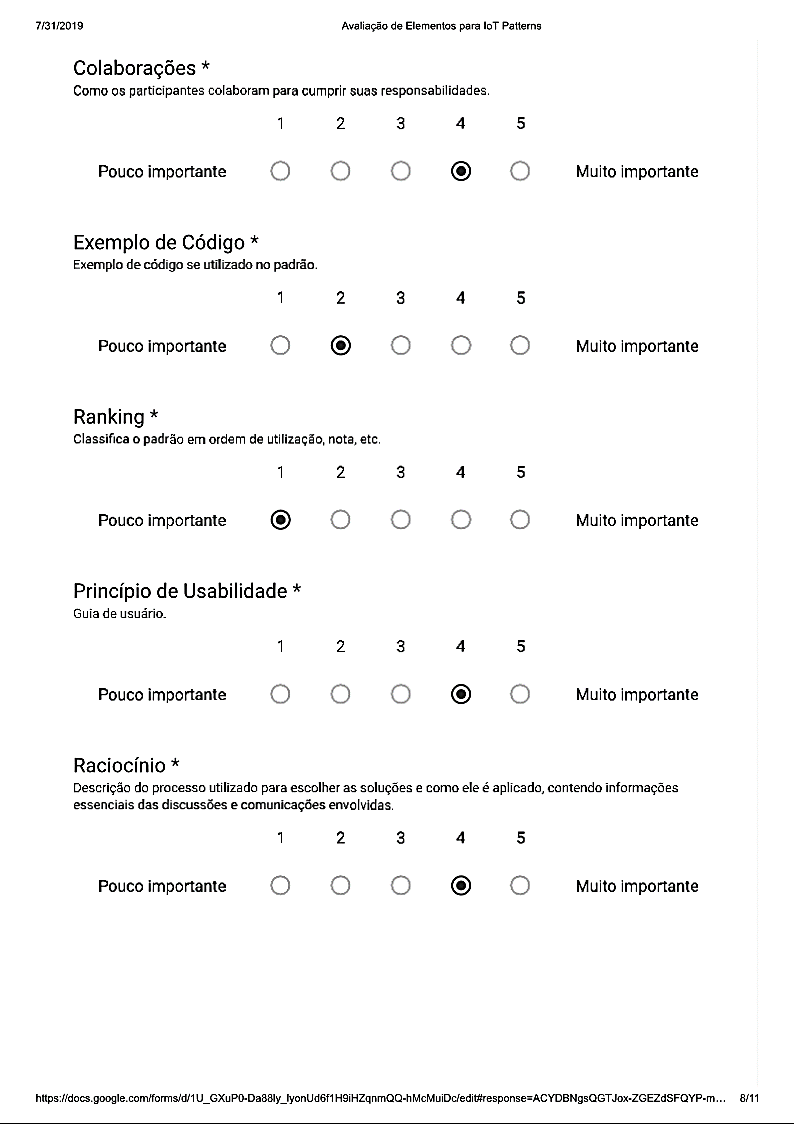 7/31/2019 Avaliação de Elementos para IoT Patterns
Colaborações *
Como os participantes colaboram para cumprir suas responsabilidades.
1 2 3 4 5
Pouco importante Muito importante
Exemplo de Código *
Exemplo de código se utilizado no padrão.
1 2 3 4 5
Pouco importante Muito importante
Ranking *
Classifica o padrão em ordem de utilização, nota, etc.
1 2 3 4 5
Pouco importante Muito importante
Princípio de Usabilidade *
Guia de usuário.
1 2 3 4 5
Pouco importante Muito importante
Raciocínio *
Descrição do processo utilizado para escolher as soluções e como ele é aplicado, contendo informações
essenciais das discussões e comunicações envolvidas.
1 2 3 4 5
Pouco importante Muito importante
https://docs.google.com/forms/d/1U_GXuP0-Da88ly_lyonUd6f1H9iHZqnmQQ-hMcMuiDc/edit#response=ACYDBNgsQGTJox-ZGEZdSFQYP-m... 8/11